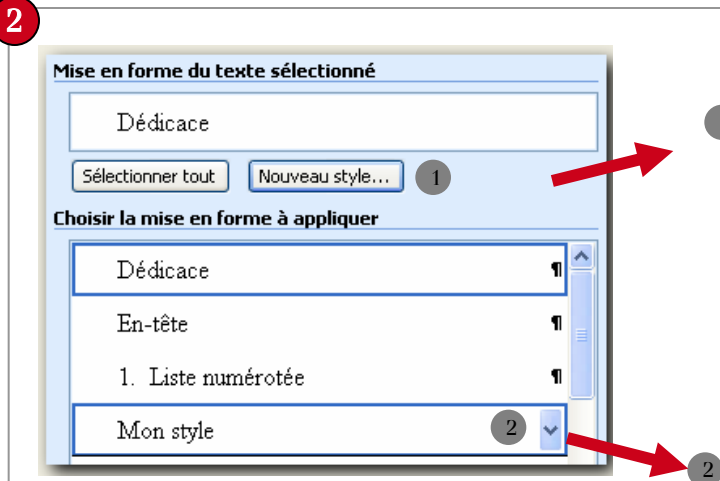 2
Mise en forme du texte sélectionné
Dédicace
Sélectionner tout Nouveau style... 1
Choisir la mise en forme à appliquer
Dédicace ¶
En-tête ¶
1. Liste numérotée ¶
Mon style 2
2